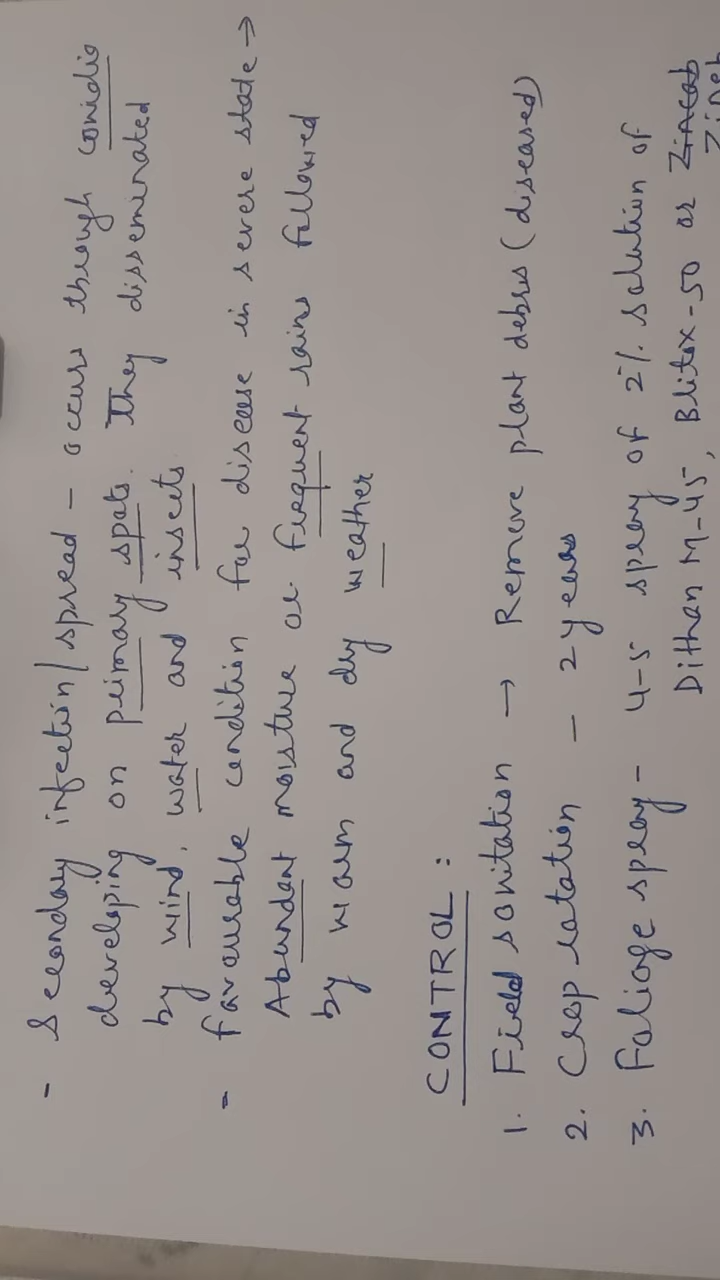 - Secondary infection/spread - occurs through conidia
developing on primary spots. They disseminated
by wind, water and insects.
- favourable condition for disease in severe state →
Abundant moisture or frequent rains followed
by warm and dry weather
CONTROL :
1. Field sanitation → Remove plant debris (diseased)
2. Crop rotation - 2 years
3. Foliage spray - 4-5 spray of 2% solution of
Dithan M-45, Blitox-50 or Zincab
Zineb